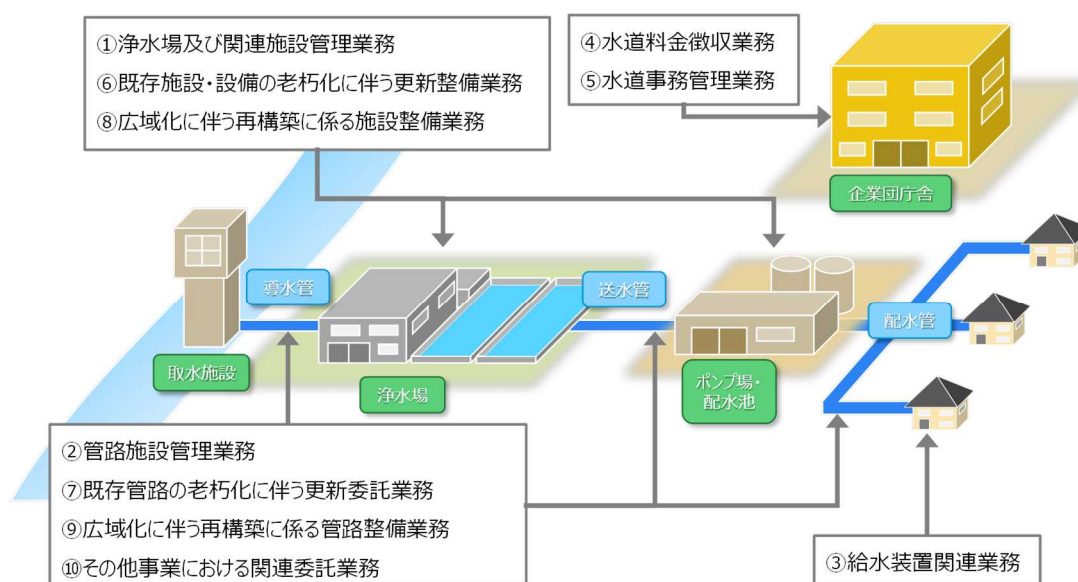 ①浄水場及び関連施設管理業務
⑥既存施設・設備の老朽化に伴う更新整備業務
⑧広域化に伴う再構築に係る施設整備業務
④水道料金徴収業務
⑤水道事務管理業務
企業団庁舎
導水管
送水管
配水管
取水施設
浄水場
ポンプ場・
配水池
②管路施設管理業務
⑦既存管路の老朽化に伴う更新委託業務
⑨広域化に伴う再構築に係る管路整備業務
⑩その他事業における関連委託業務
③給水装置関連業務